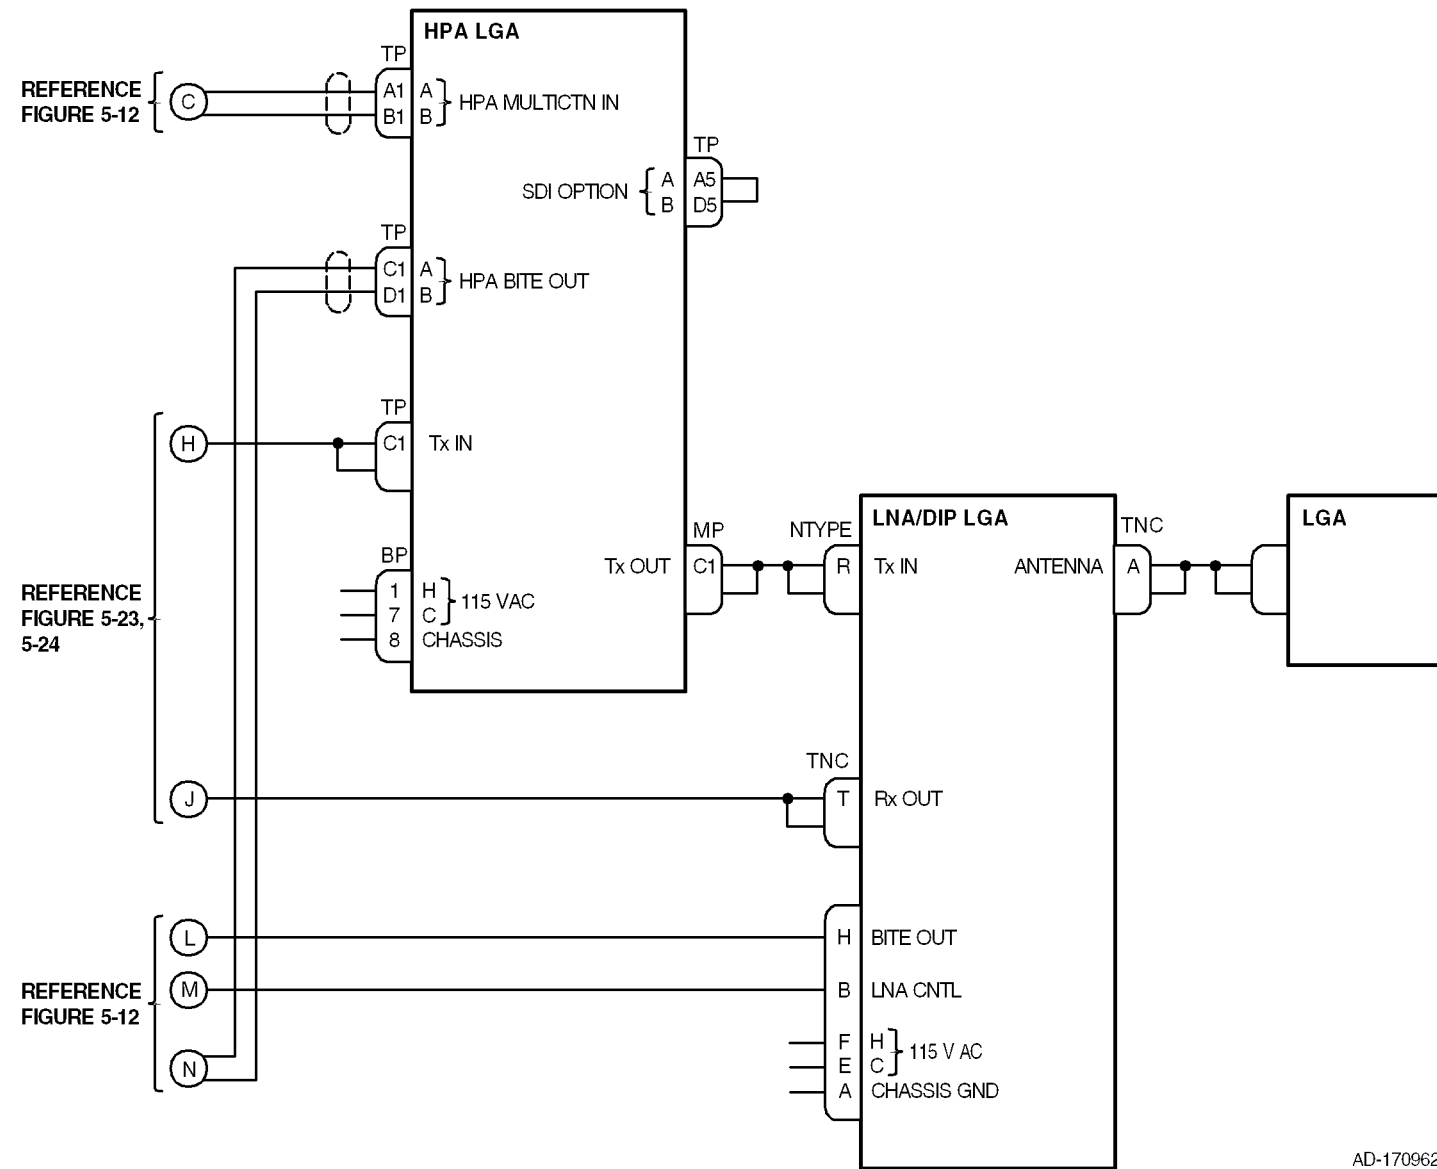 HPA LGA
TP
REFERENCE
FIGURE 5-12
C
A1 A
B1 B
HPA MULTICTN IN
TP
SDI OPTION
A A5
B D5
TP
C1 A
D1 B
HPA BITE OUT
TP
H
C1 Tx IN
REFERENCE
FIGURE 5-23,
5-24
BP
1 H
7 C
115 VAC
8 CHASSIS
MP
Tx OUT C1
NTYPE
LNA/DIP LGA
R Tx IN
TNC
ANTENNA A
LGA
TNC
J
T Rx OUT
REFERENCE
FIGURE 5-12
L
H BITE OUT
M
B LNA CNTL
N
F H
E C
115 V AC
A CHASSIS GND
AD-170962